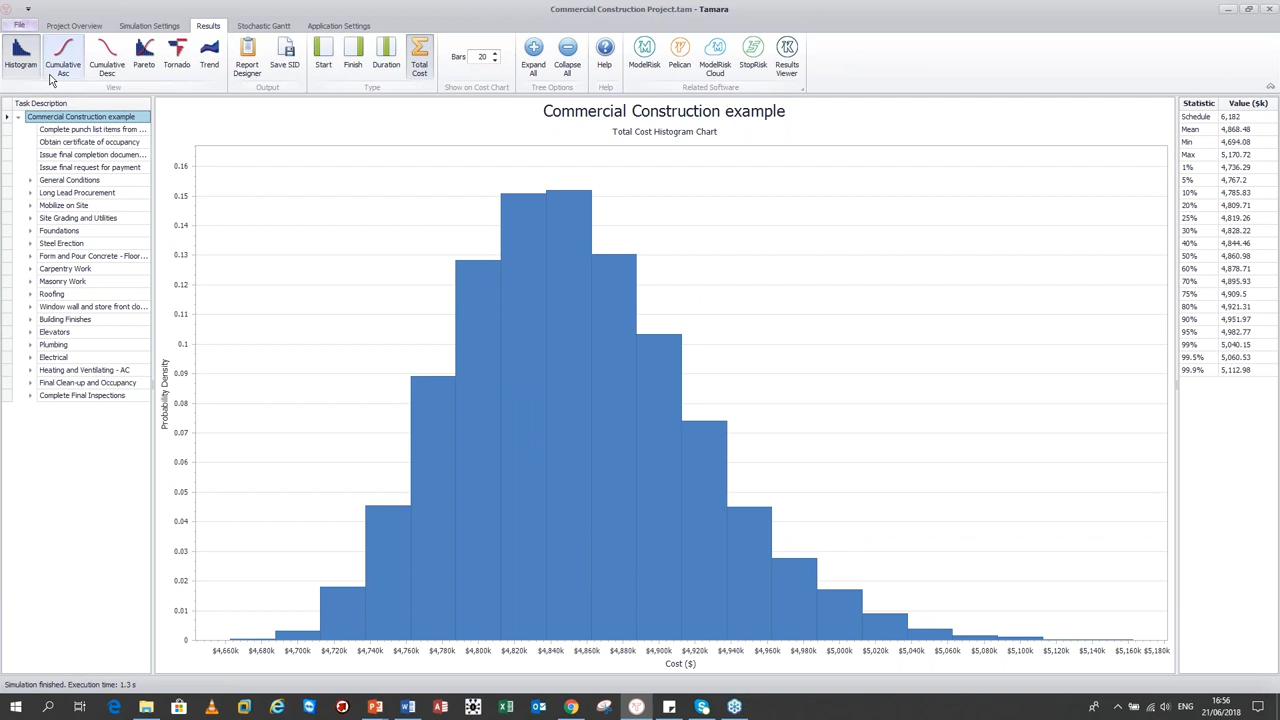 Commercial Construction Project.tam - Tamara
File
Project Overview
Simulation Settings
Results
Stochastic Gantt
Application Settings
Histogram
Cumulative Asc
Cumulative Desc
Pareto
Tornado
Trend
Report Designer
Save SID
Start
Finish
Duration
Total Cost
Bars 20
Expand All
Collapse All
Help
ModelRisk
Pelican
ModelRisk Cloud
StopRisk
Results Viewer
View
Output
Type
Show on Cost Chart
Tree Options
Help
Related Software
Task Description
Commercial Construction example
Complete punch list items from ...
Obtain certificate of occupancy
Issue final completion documen...
Issue final request for payment
General Conditions
Long Lead Procurement
Mobilize on Site
Site Grading and Utilities
Foundations
Steel Erection
Form and Pour Concrete - Floor...
Carpentry Work
Masonry Work
Roofing
Window wall and store front clo...
Building Finishes
Elevators
Plumbing
Electrical
Heating and Ventilating - AC
Final Clean-up and Occupancy
Complete Final Inspections
Commercial Construction example
Total Cost Histogram Chart
Probability Density
0.16
0.15
0.14
0.13
0.12
0.11
0.1
0.09
0.08
0.07
0.06
0.05
0.04
0.03
0.02
0.01
0
$4,660k $4,680k $4,700k $4,720k $4,740k $4,760k $4,780k $4,800k $4,820k $4,840k $4,860k $4,880k $4,900k $4,920k $4,940k $4,960k $4,980k $5,000k $5,020k $5,040k $5,060k $5,080k $5,100k $5,120k $5,140k $5,160k $5,180k
Cost ($)
Statistic Value ($k)
Schedule 6,182
Mean 4,868.48
Min 4,694.08
Max 5,170.72
1% 4,736.29
5% 4,767.2
10% 4,785.83
20% 4,809.71
25% 4,819.26
30% 4,828.22
40% 4,844.46
50% 4,860.98
60% 4,878.71
70% 4,895.93
75% 4,909.5
80% 4,921.31
90% 4,951.97
95% 4,982.77
99% 5,040.15
99.5% 5,060.53
99.9% 5,112.98
Simulation finished. Execution time: 1.3 s
16:56
21/06/2018